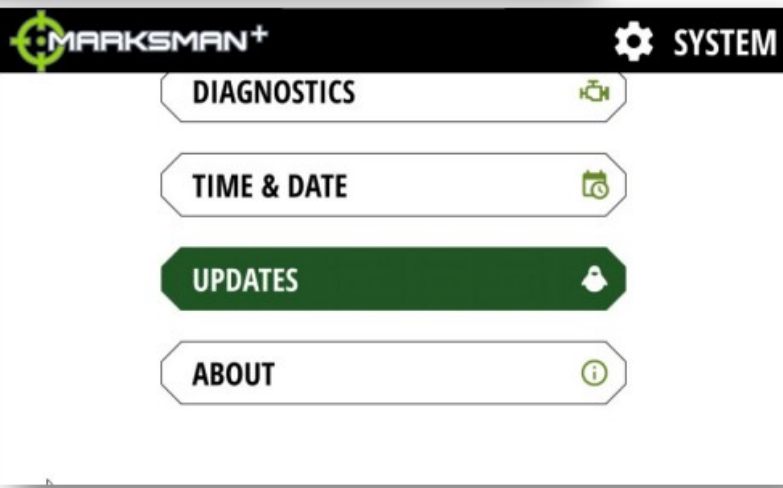 MARKSMAN+
SYSTEM
DIAGNOSTICS
TIME & DATE
UPDATES
ABOUT